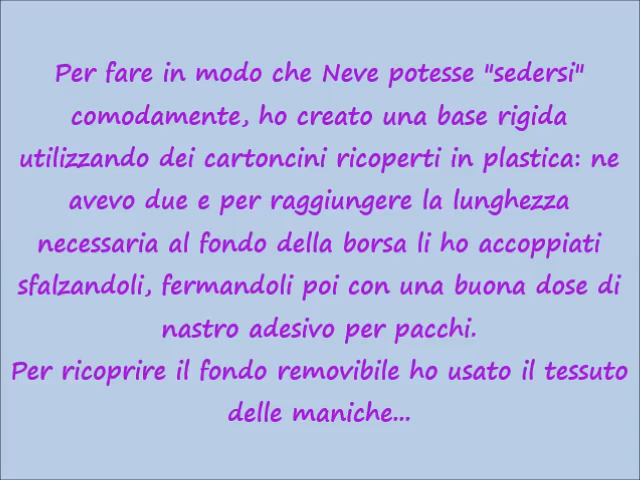 Per fare in modo che Neve potesse "sedersi"
comodamente, ho creato una base rigida
utilizzando dei cartoncini ricoperti in plastica: ne
avevo due e per raggiungere la lunghezza
necessaria al fondo della borsa li ho accoppiati
sfalzandoli, fermandoli poi con una buona dose di
nastro adesivo per pacchi.
Per ricoprire il fondo removibile ho usato il tessuto
delle maniche...